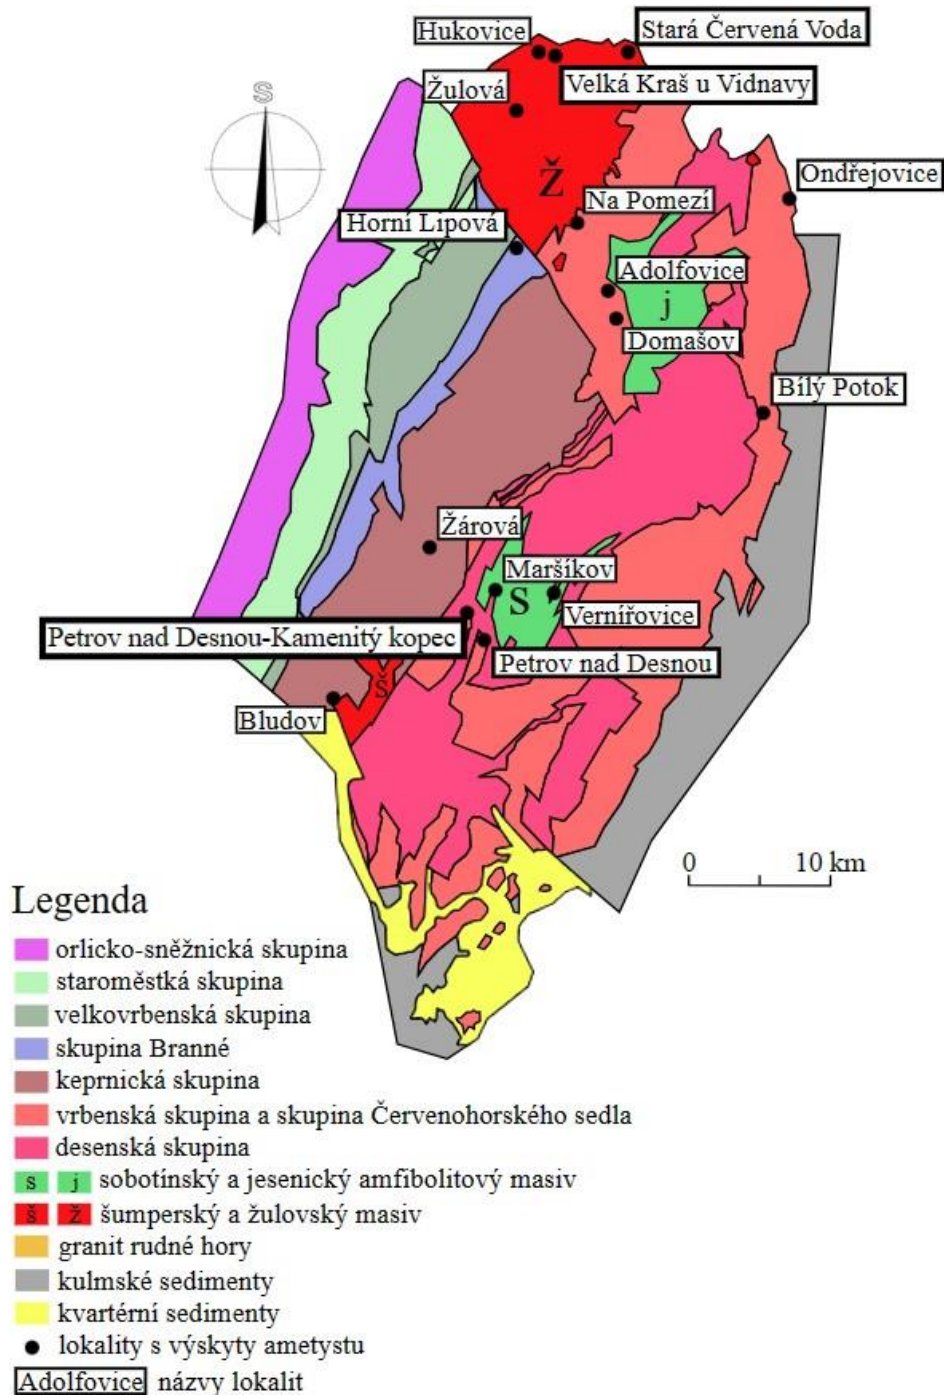 Hukovice
Stará Červená Voda
Žulová
Velká Kraš u Vidnavy
S
Ž
Na Pomezí
Ondřejovice
Horní Lipová
Adolfovice
j
Domašov
Bílý Potok
Žárová
Maršíkov
s
Vernířovice
Petrov nad Desnou-Kamenitý kopec
Petrov nad Desnou
š
Bludov
0 10 km
Legenda
orlicko-sněžnická skupina
staroměstká skupina
velkovrbenská skupina
skupina Branné
keprnická skupina
vrbenská skupina a skupina Červenohorského sedla
desenská skupina
s j sobotínský a jesenický amfibolitový masiv
š ž šumperský a žulovský masiv
granit rudné hory
kulmské sedimenty
kvartérní sedimenty
lokality s výskyty ametystu
Adolfovice názvy lokalit